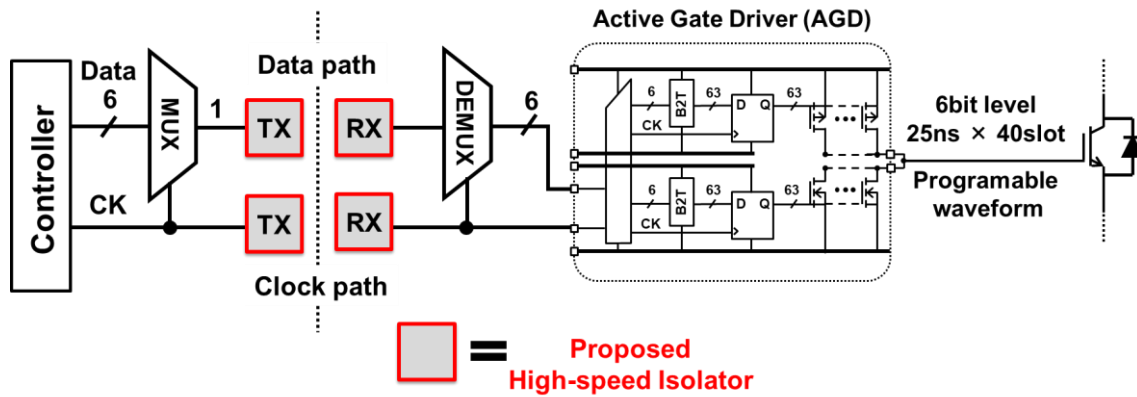 Active Gate Driver (AGD)
Controller
Data
6
MUX
1
TX
Data path
RX
DEMUX
6
CK
TX
RX
Clock path
6
B2T
63
D
Q
63
CK
6
B2T
63
D
Q
63
CK
6bit level
25ns × 40slot
Programable
waveform
=
Proposed
High-speed Isolator